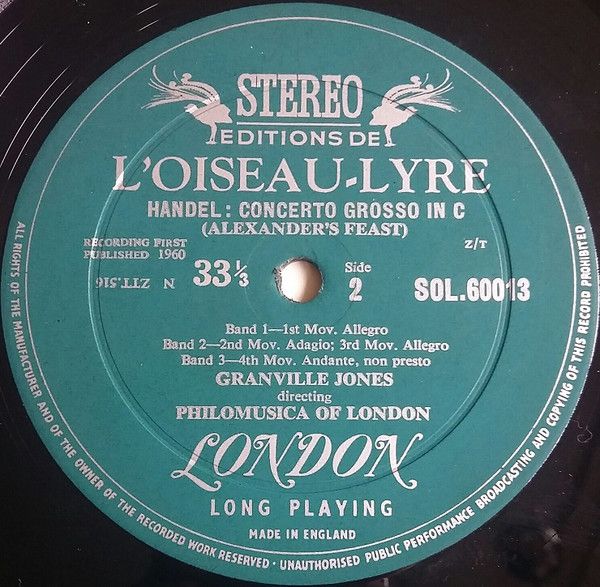 STEREO
EDITIONS DE
L'OISEAU-LYRE
HANDEL: CONCERTO GROSSO IN C
(ALEXANDER'S FEAST)
RECORDING FIRST
PUBLISHED 1960
Z/T
ZTT.516 N
33⅓
Side
2
SOL.60013
Band 1—1st Mov. Allegro
Band 2—2nd Mov. Adagio; 3rd Mov. Allegro
Band 3—4th Mov. Andante, non presto
GRANVILLE JONES
directing
PHILOMUSICA OF LONDON
LONDON
LONG PLAYING
MADE IN ENGLAND
ALL RIGHTS OF THE MANUFACTURER AND OF THE OWNER OF THE RECORDED WORK RESERVED · UNAUTHORISED PUBLIC PERFORMANCE BROADCASTING AND COPYING OF THIS RECORD PROHIBITED